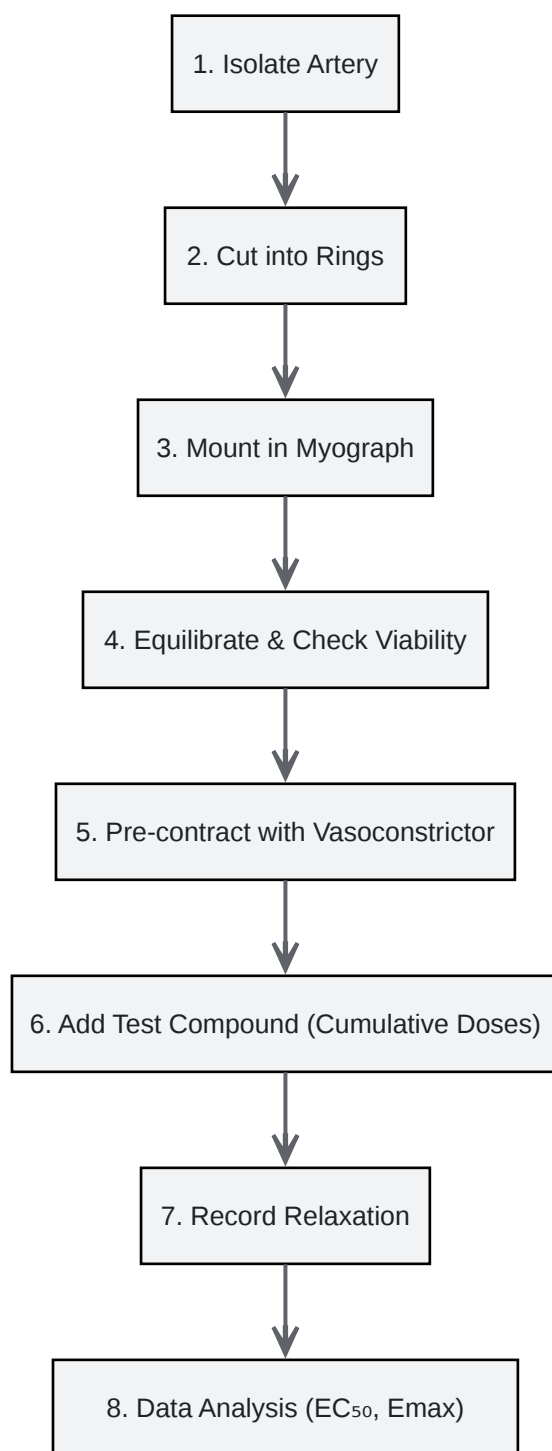 1. Isolate Artery
2. Cut into Rings
3. Mount in Myograph
4. Equilibrate & Check Viability
5. Pre-contract with Vasoconstrictor
6. Add Test Compound (Cumulative Doses)
7. Record Relaxation
8. Data Analysis (EC₅₀, Emax)